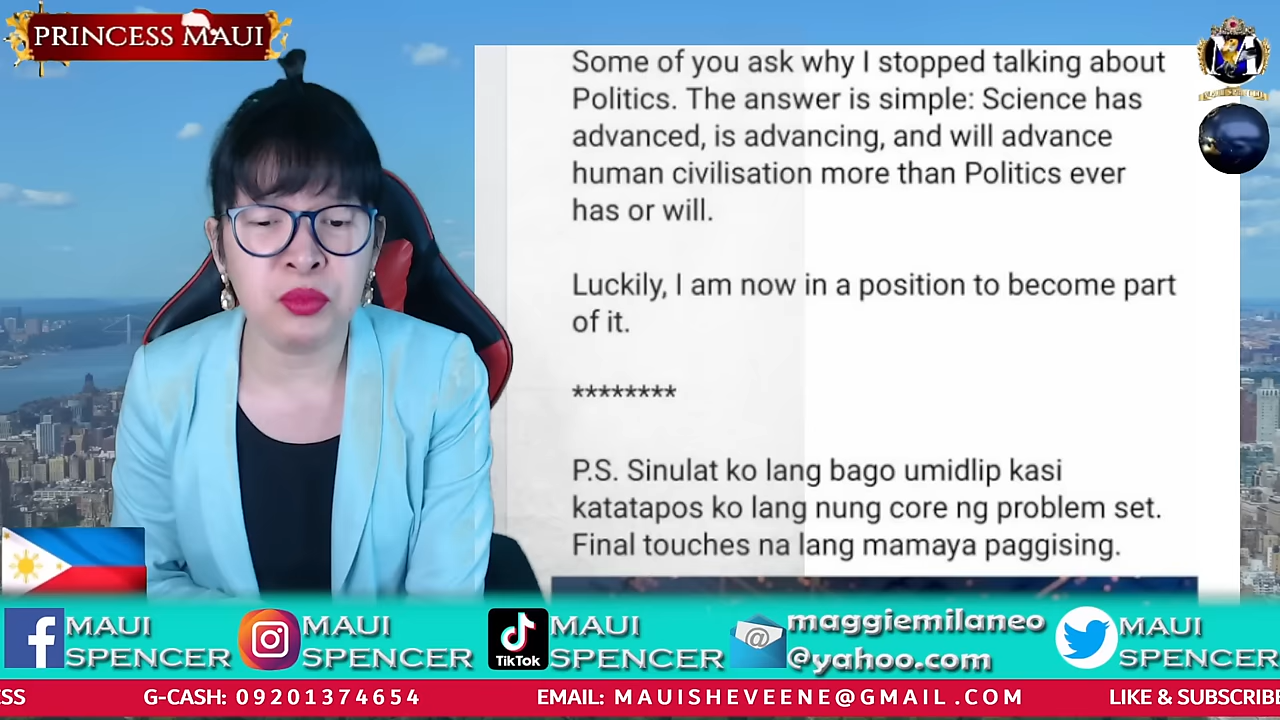 PRINCESS MAUI
Some of you ask why I stopped talking about
Politics. The answer is simple: Science has
advanced, is advancing, and will advance
human civilisation more than Politics ever
has or will.
Luckily, I am now in a position to become part
of it.
********
P.S. Sinulat ko lang bago umidlip kasi
katatapos ko lang nung core ng problem set.
Final touches na lang mamaya paggising.
MAUI
SPENCER
MAUI
SPENCER
TikTok
MAUI
SPENCER
maggiemilaneo
@yahoo.com
MAUI
SPENCER
ESS G-CASH: 09201374654 EMAIL: MAUISHEVEENE@GMAIL.COM LIKE & SUBSCRIBE